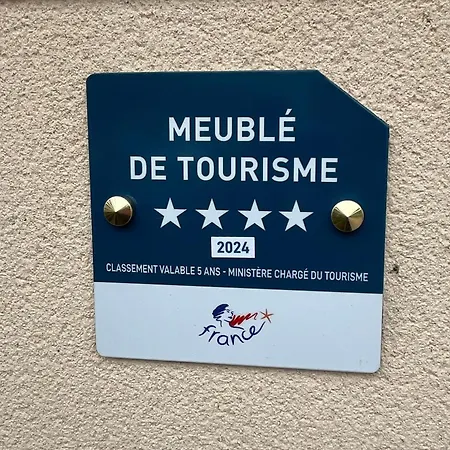 MEUBLÉ
DE TOURISME
2024
CLASSEMENT VALABLE 5 ANS - MINISTÈRE CHARGÉ DU TOURISME
france